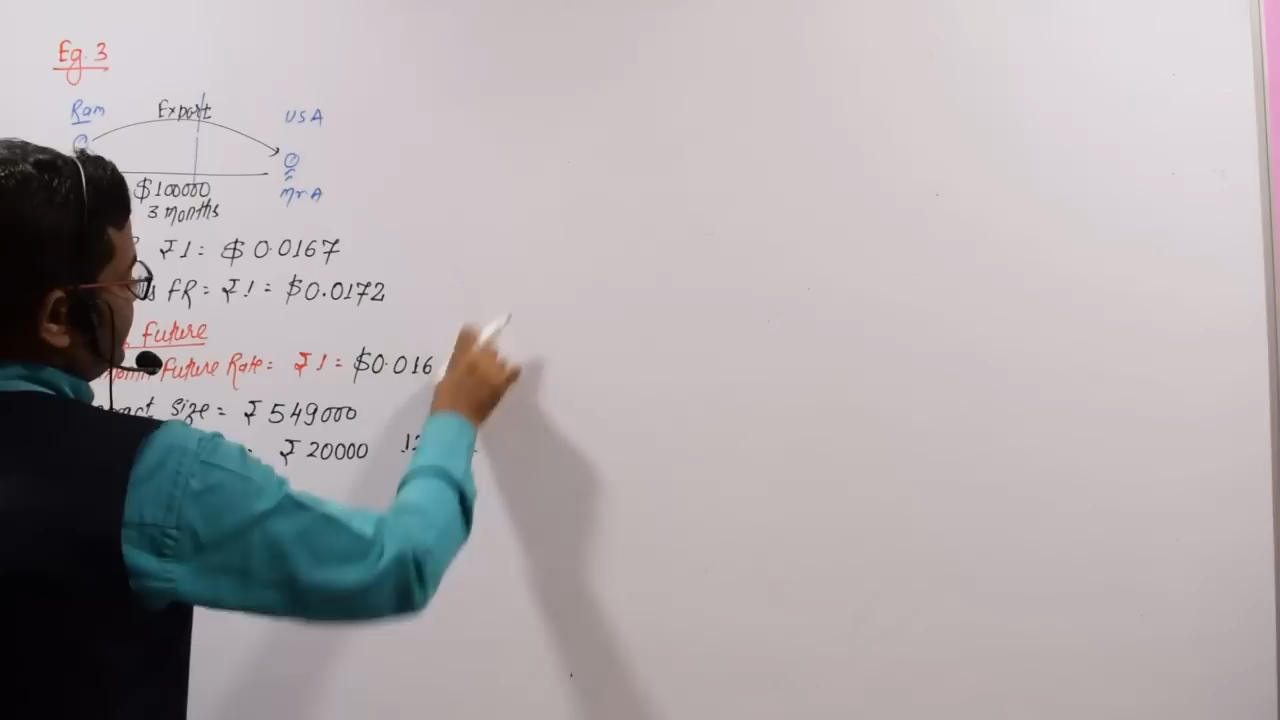 Eg. 3
Ram Export USA
$100000 Mr A
3 Months
₹1 = $0.0167
FR = ₹1 = $0.0172
Future
Future Rate = ₹1 = $0.016
Size = ₹549000
₹20000